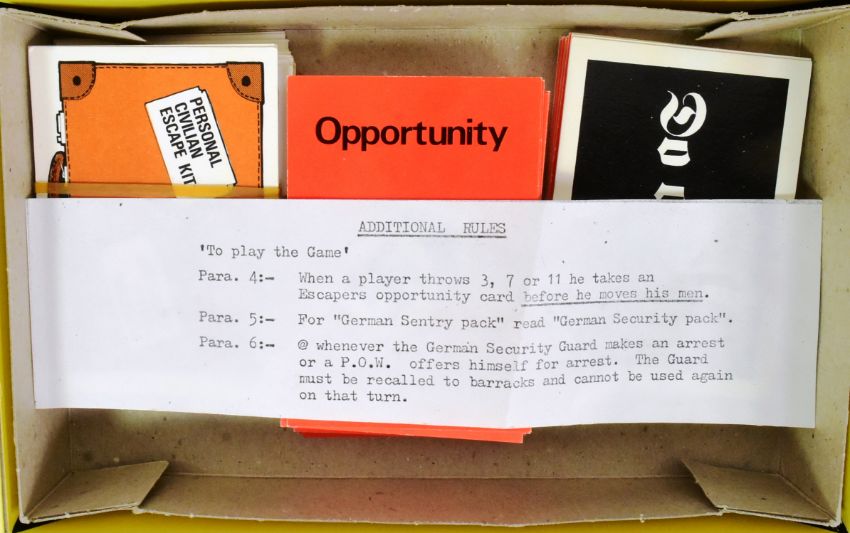 PERSONAL
CIVILIAN
ESCAPE KIT
Opportunity
ADDITIONAL RULES
'To play the Game'
Para. 4:- When a player throws 3, 7 or 11 he takes an
Escapers opportunity card before he moves his men.
Para. 5:- For "German Sentry pack" read "German Security pack".
Para. 6:- @ whenever the German Security Guard makes an arrest
or a P.O.W. offers himself for arrest. The Guard
must be recalled to barracks and cannot be used again
on that turn.